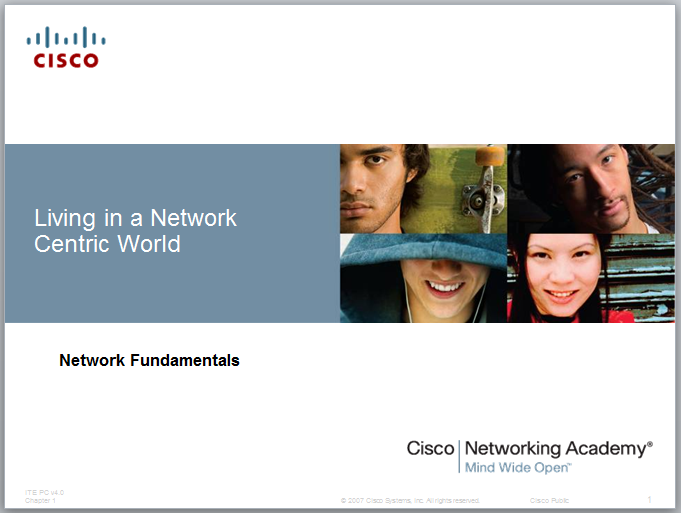 CISCO
Living in a Network
Centric World
Network Fundamentals
Cisco Networking Academy®
Mind Wide Open™
ITE PC v4.0
Chapter 1
© 2007 Cisco Systems, Inc. All rights reserved.
Cisco Public
1